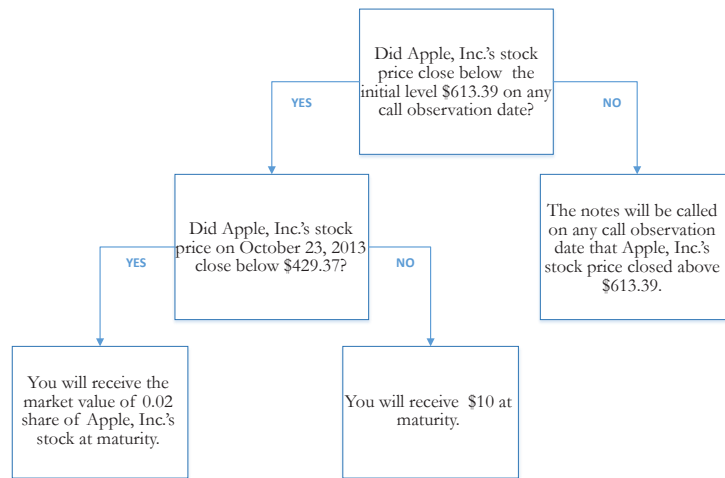 Did Apple, Inc.'s stock
price close below the
initial level $613.39 on any
call observation date?
YES
NO
Did Apple, Inc.'s stock
price on October 23, 2013
close below $429.37?
The notes will be called
on any call observation
date that Apple, Inc.'s
stock price closed above
$613.39.
YES
NO
You will receive the
market value of 0.02
share of Apple, Inc.'s
stock at maturity.
You will receive $10 at
maturity.